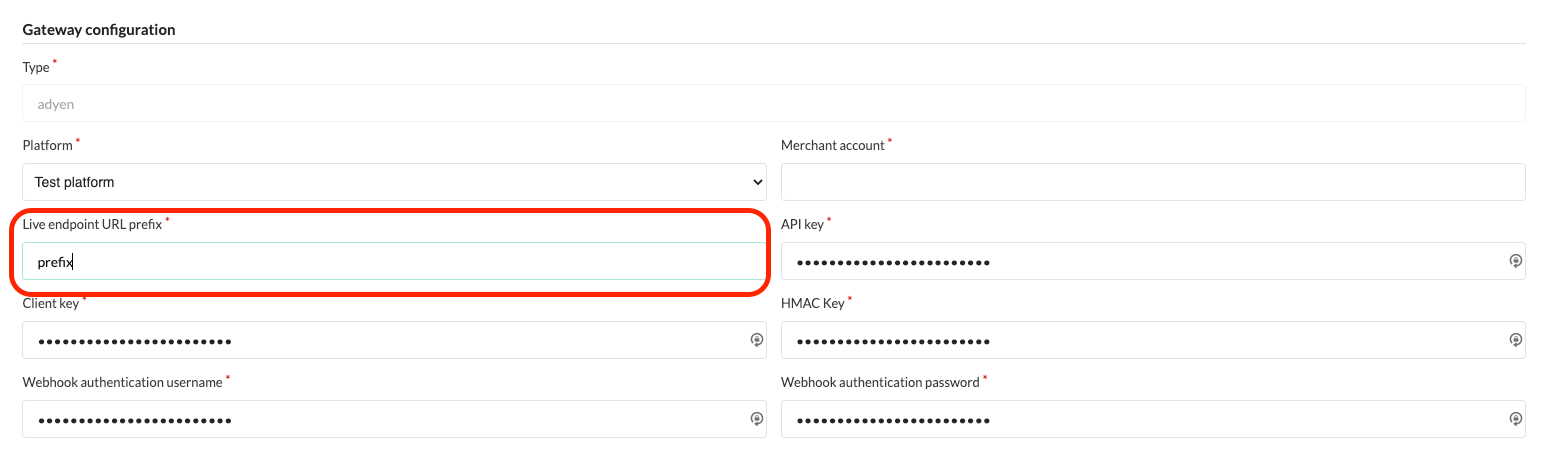 Gateway configuration
Type *
adyen
Platform *
Merchant account *
Test platform
Live endpoint URL prefix *
API key *
prefix
••••••••••••••••••••••••
Client key *
HMAC Key *
••••••••••••••••••••••••
••••••••••••••••••••••••
Webhook authentication username *
Webhook authentication password *
••••••••••••••••••••••••
••••••••••••••••••••••••